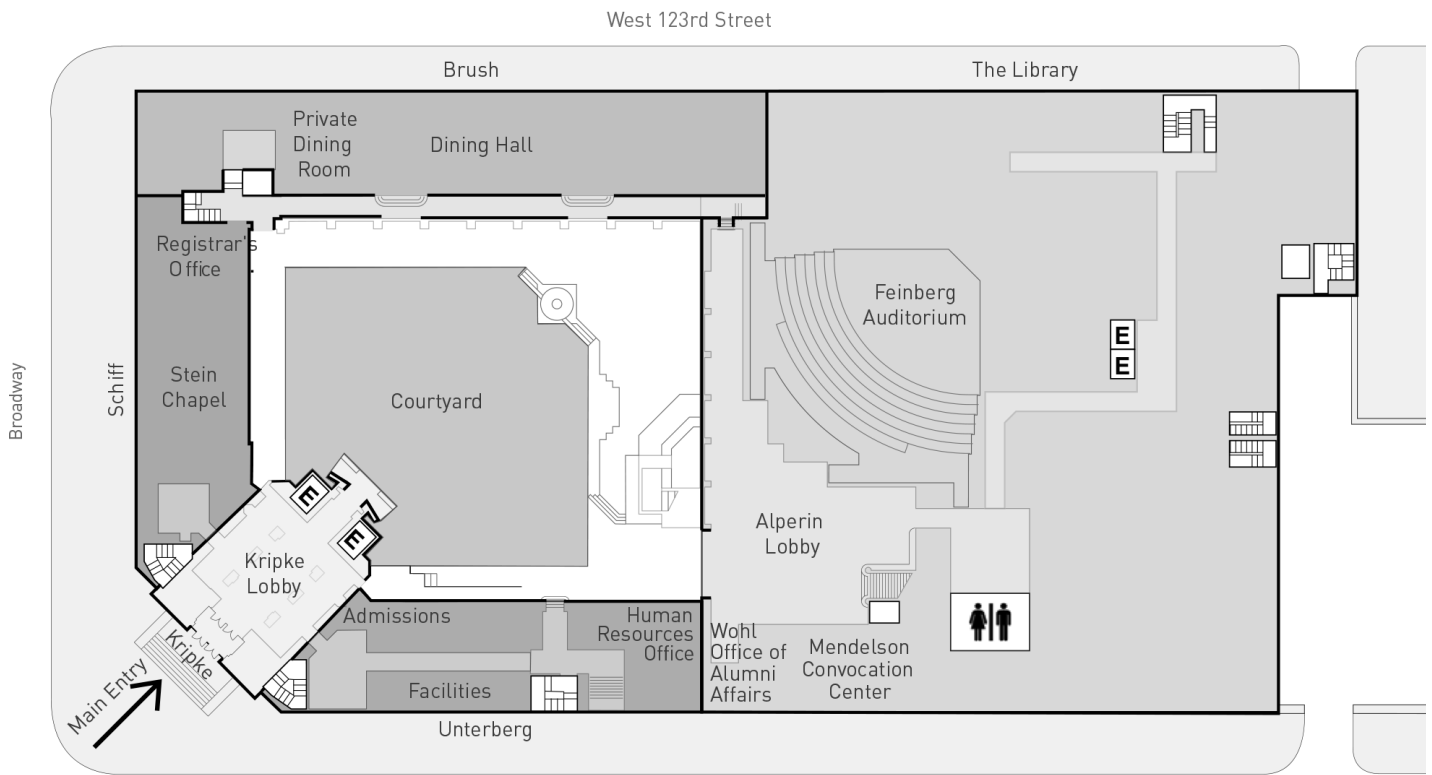 West 123rd Street
Brush
The Library
Private
Dining
Room
Dining Hall
Registrar's
Office
Feinberg
Auditorium
E
E
Broadway
Schiff
Stein
Chapel
Courtyard
E
E
Kripke
Lobby
Alperin
Lobby
Admissions
Human
Resources
Office
Wohl
Office of
Alumni
Affairs
Mendelson
Convocation
Center
Kripke
Main Entry
Facilities
Unterberg